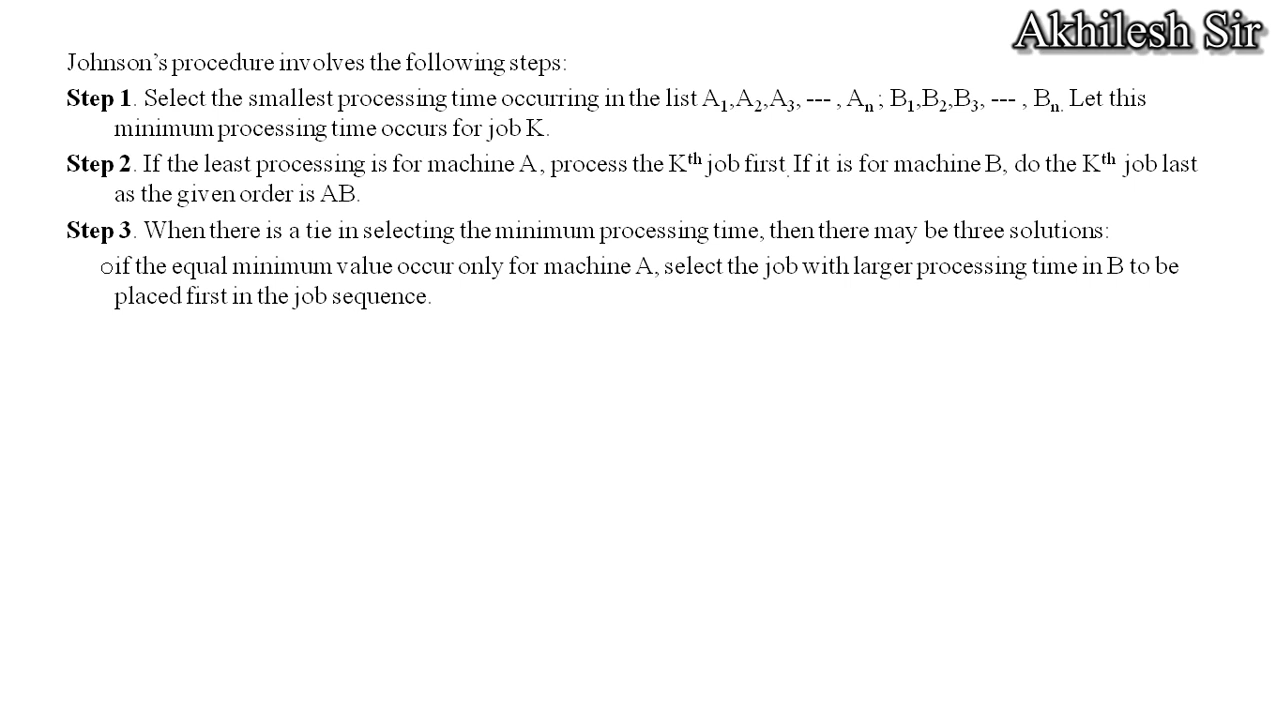 Akhilesh Sir
Johnson's procedure involves the following steps:
Step 1. Select the smallest processing time occurring in the list A₁,A₂,A₃, --- , Aₙ ; B₁,B₂,B₃, --- , Bₙ. Let this
minimum processing time occurs for job K.
Step 2. If the least processing is for machine A, process the Kᵗʰ job first. If it is for machine B, do the Kᵗʰ job last
as the given order is AB.
Step 3. When there is a tie in selecting the minimum processing time, then there may be three solutions:
oif the equal minimum value occur only for machine A, select the job with larger processing time in B to be
placed first in the job sequence.